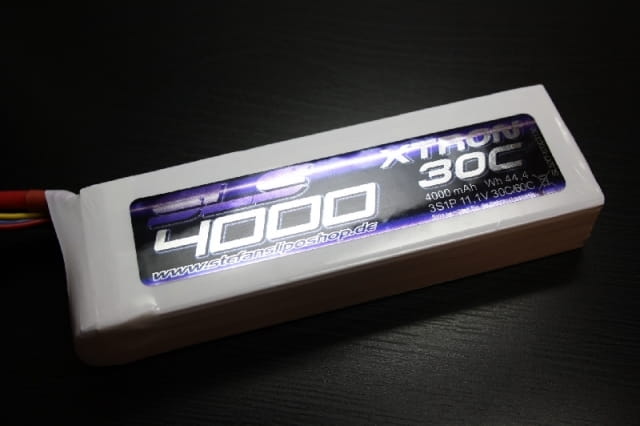 SLS
XTRON
4000
30C
4000 mAh Wh 44,4
3S1P 11,1V 30C/60C
www.stefansliposhop.de